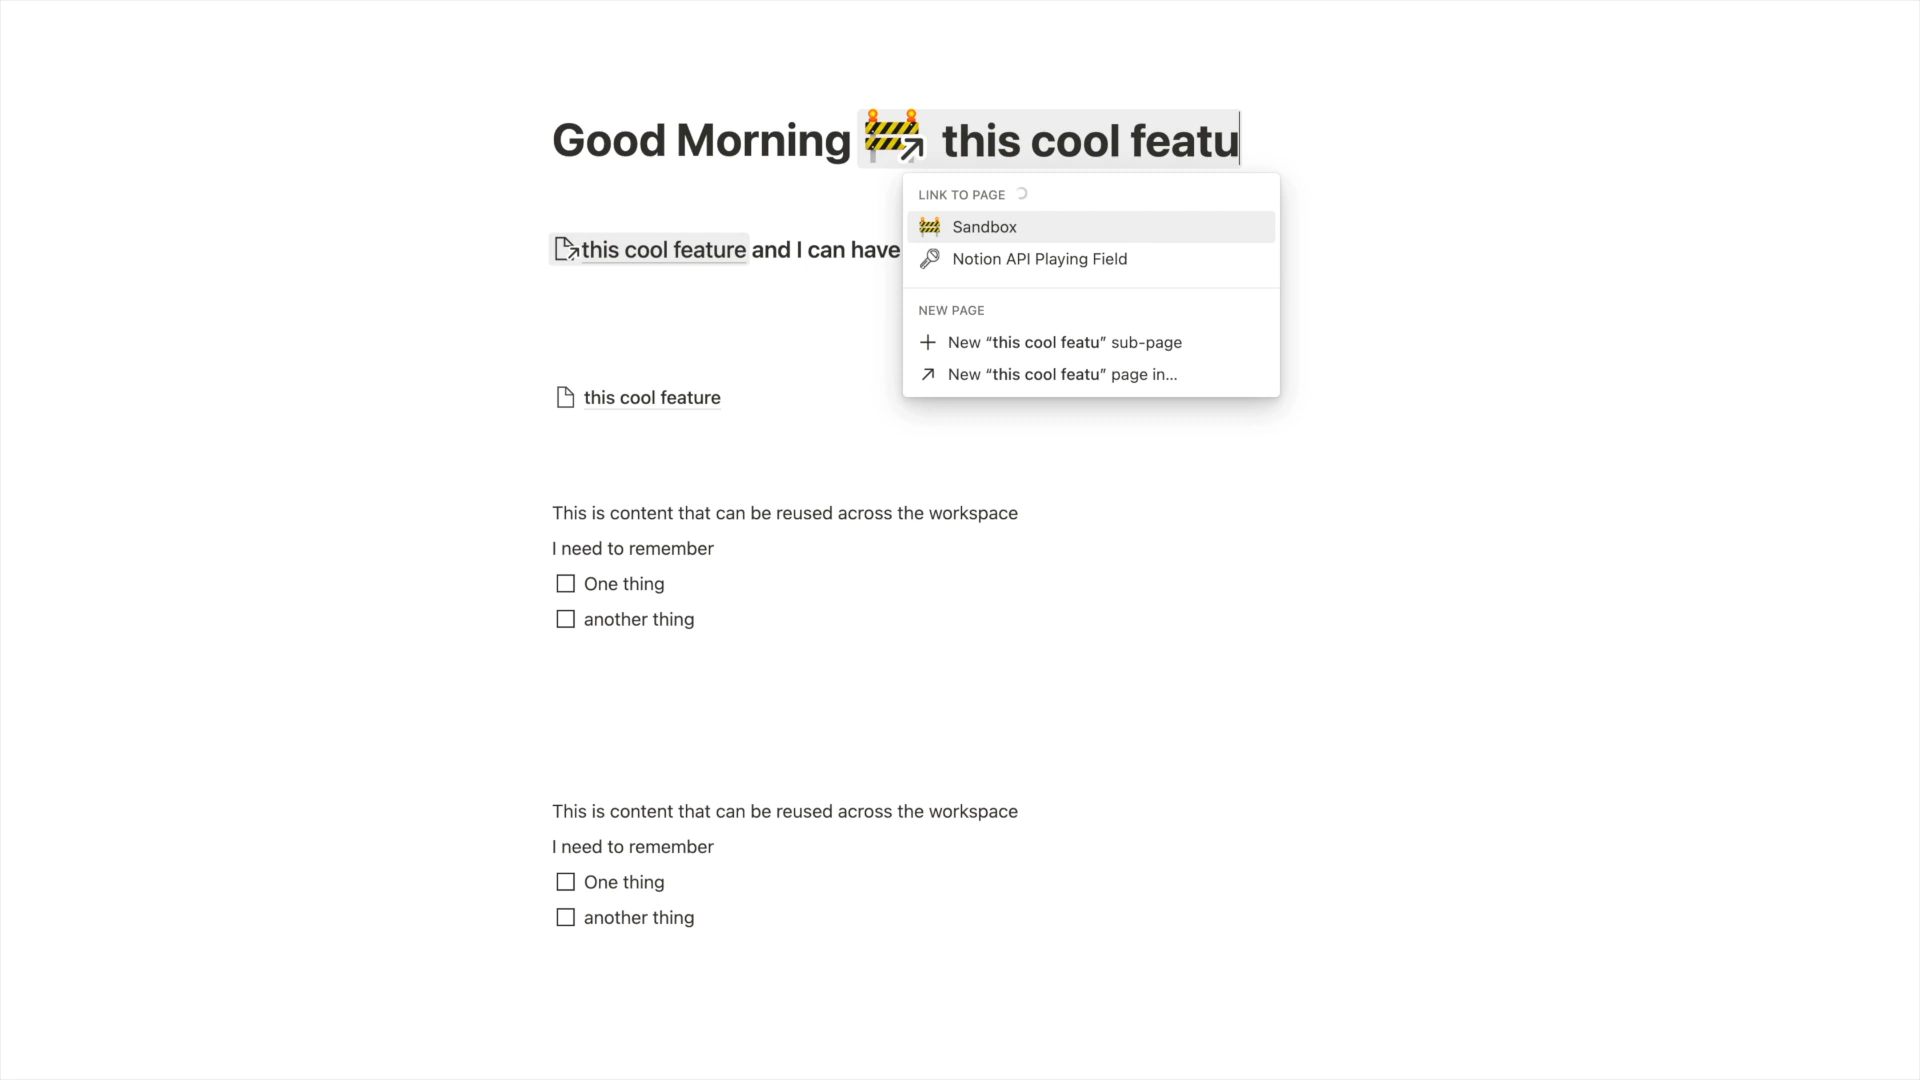 Good Morning this cool featu
LINK TO PAGE
Sandbox
this cool feature and I can have
Notion API Playing Field
NEW PAGE
New “this cool featu” sub-page
New “this cool featu” page in...
this cool feature
This is content that can be reused across the workspace
I need to remember
One thing
another thing
This is content that can be reused across the workspace
I need to remember
One thing
another thing